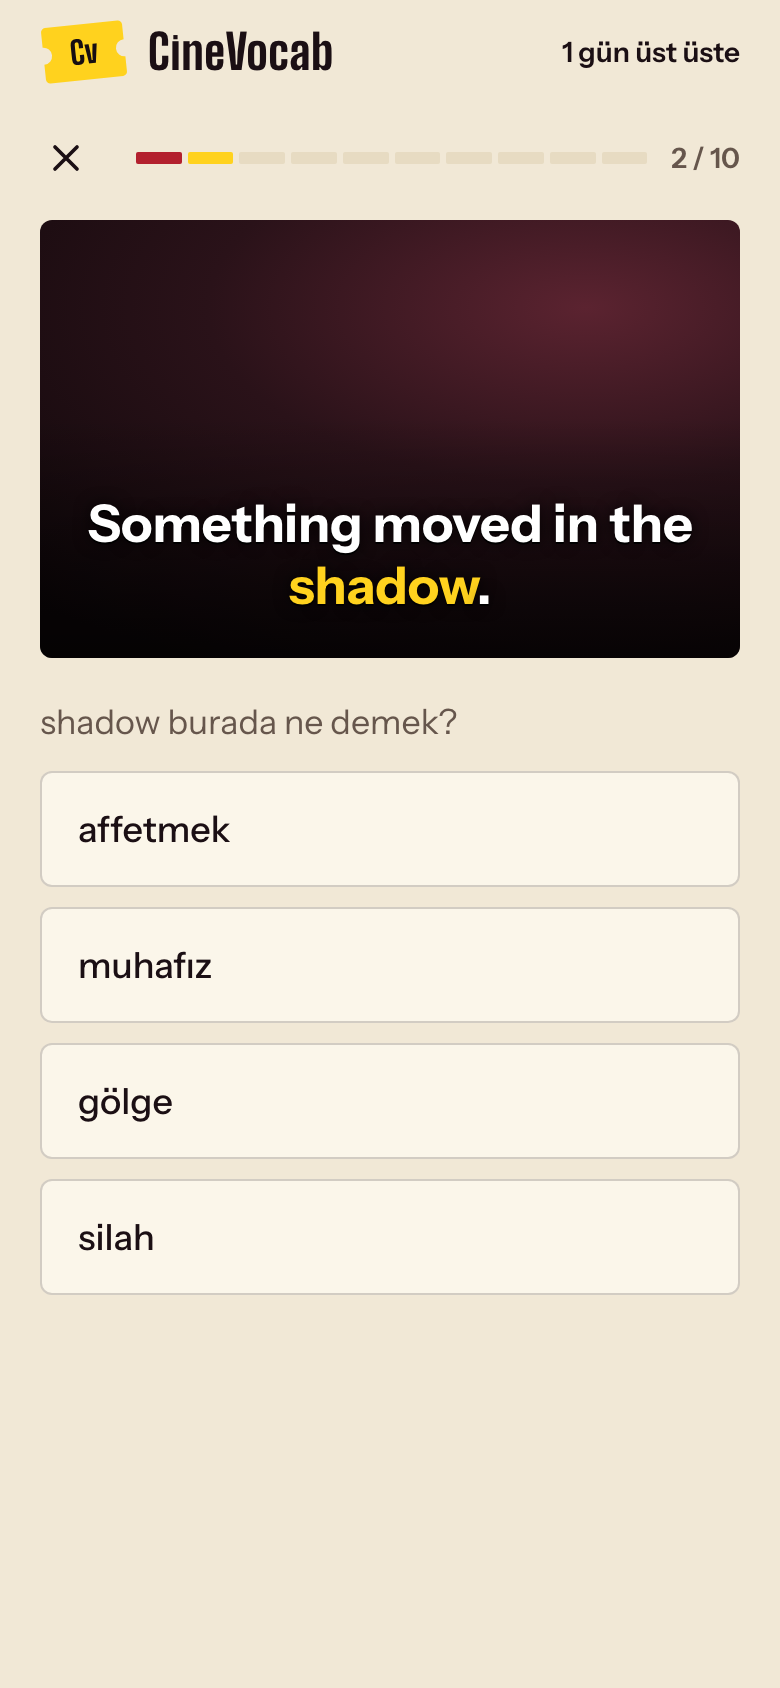 Cv
CineVocab
1 gün üst üste
2 / 10
Something moved in the
shadow.
shadow burada ne demek?
affetmek
muhafız
gölge
silah